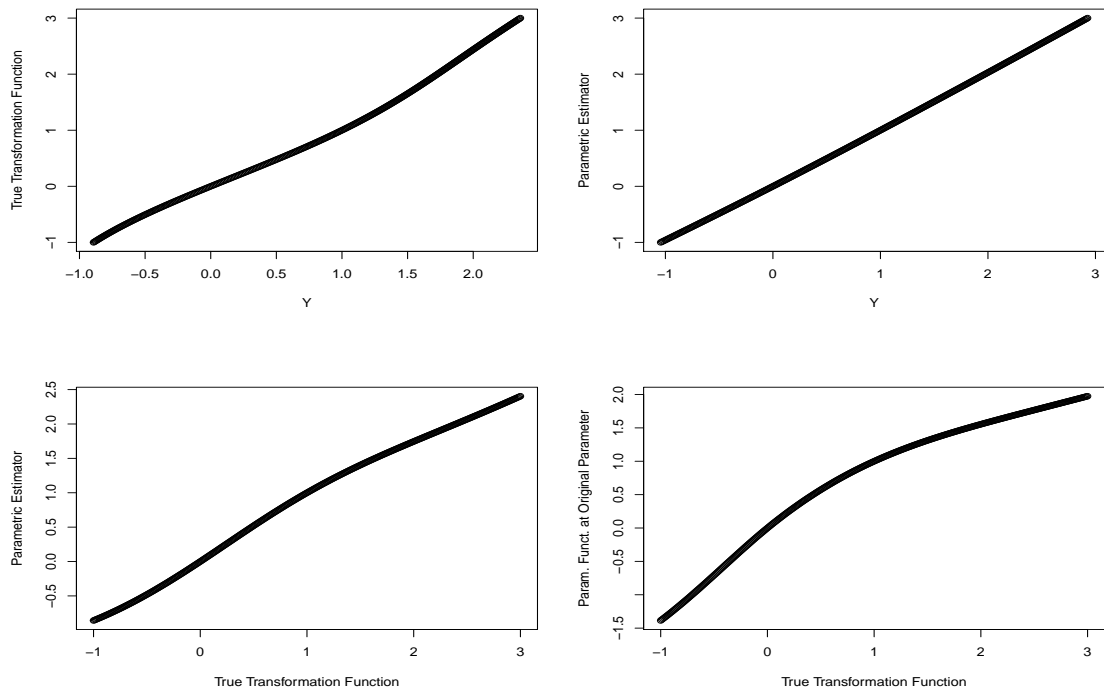 True Transformation Function
3
2
1
0
−1
−1.0 −0.5 0.0 0.5 1.0 1.5 2.0
Y
Parametric Estimator
3
2
1
0
−1
−1 0 1 2 3
Y
Parametric Estimator
2.5
2.0
1.5
1.0
0.5
0.0
−0.5
−1 0 1 2 3
True Transformation Function
Param. Funct. at Original Parameter
2.0
1.5
1.0
0.5
0.0
−0.5
−1.5
−1 0 1 2 3
True Transformation Function